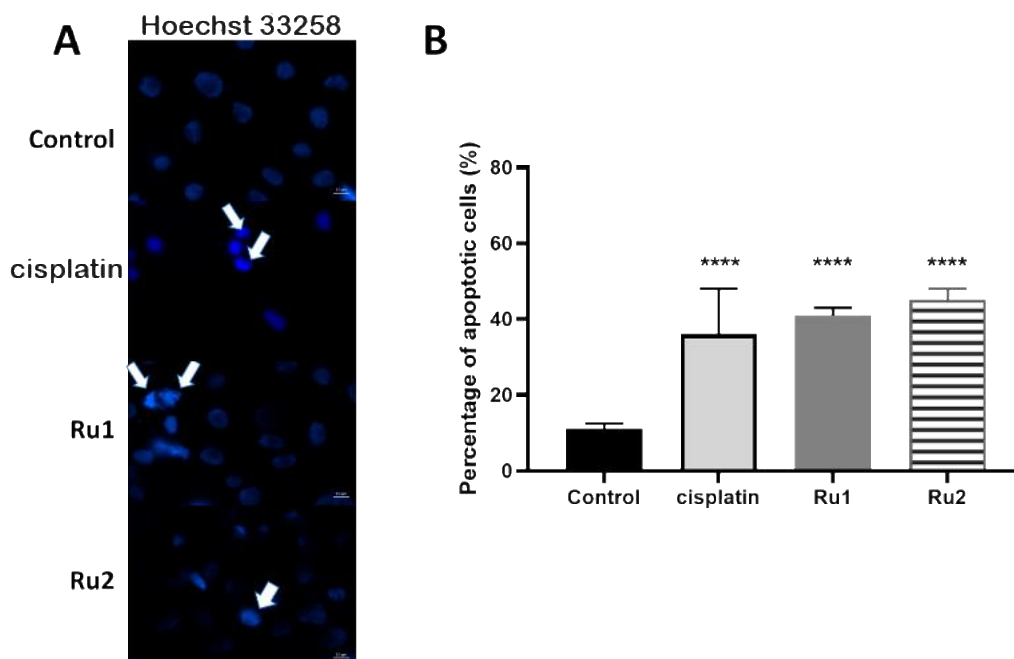 A
Hoechst 33258
Control
cisplatin
Ru1
Ru2
B
Percentage of apoptotic cells (%)
80
60
40
20
0
****
****
****
Control
cisplatin
Ru1
Ru2